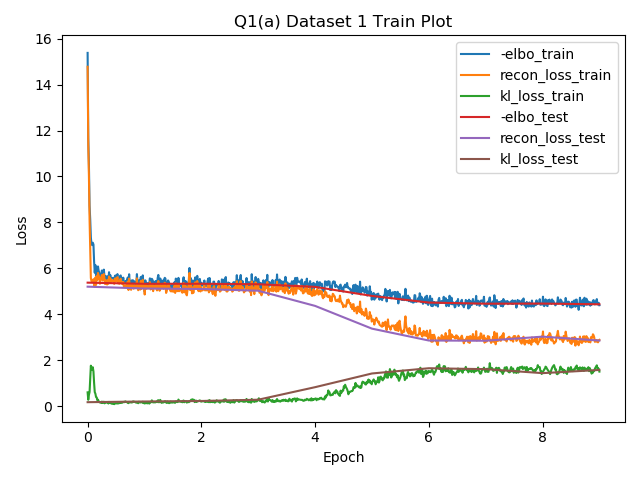 Q1(a) Dataset 1 Train Plot
16
14
12
10
8
6
4
2
0
Loss
-elbo_train
recon_loss_train
kl_loss_train
-elbo_test
recon_loss_test
kl_loss_test
0 2 4 6 8
Epoch